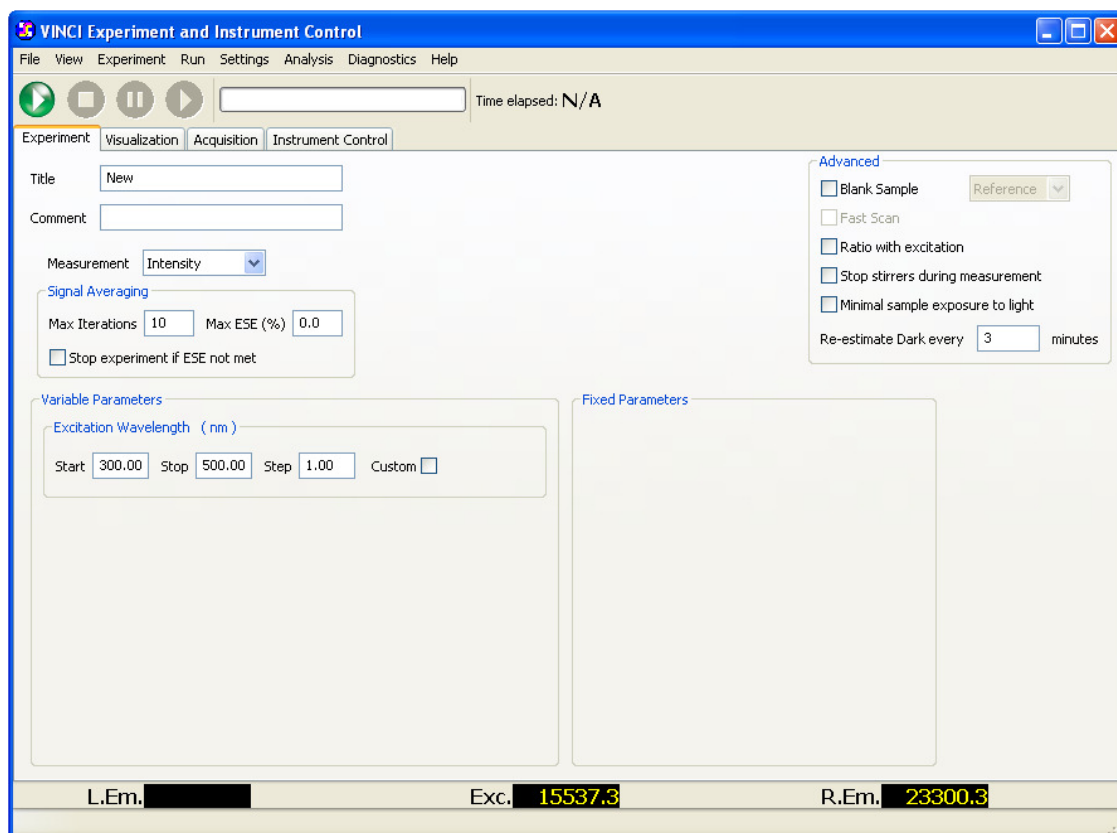 VINCI Experiment and Instrument Control
File View Experiment Run Settings Analysis Diagnostics Help
Time elapsed: N/A
Experiment Visualization Acquisition Instrument Control
Title New
Comment
Measurement Intensity
Signal Averaging
Max Iterations 10 Max ESE (%) 0.0
Stop experiment if ESE not met
Advanced
Blank Sample Reference
Fast Scan
Ratio with excitation
Stop stirrers during measurement
Minimal sample exposure to light
Re-estimate Dark every 3 minutes
Variable Parameters
Excitation Wavelength ( nm )
Start 300.00 Stop 500.00 Step 1.00 Custom
Fixed Parameters
L.Em. Exc. 15537.3 R.Em. 23300.3